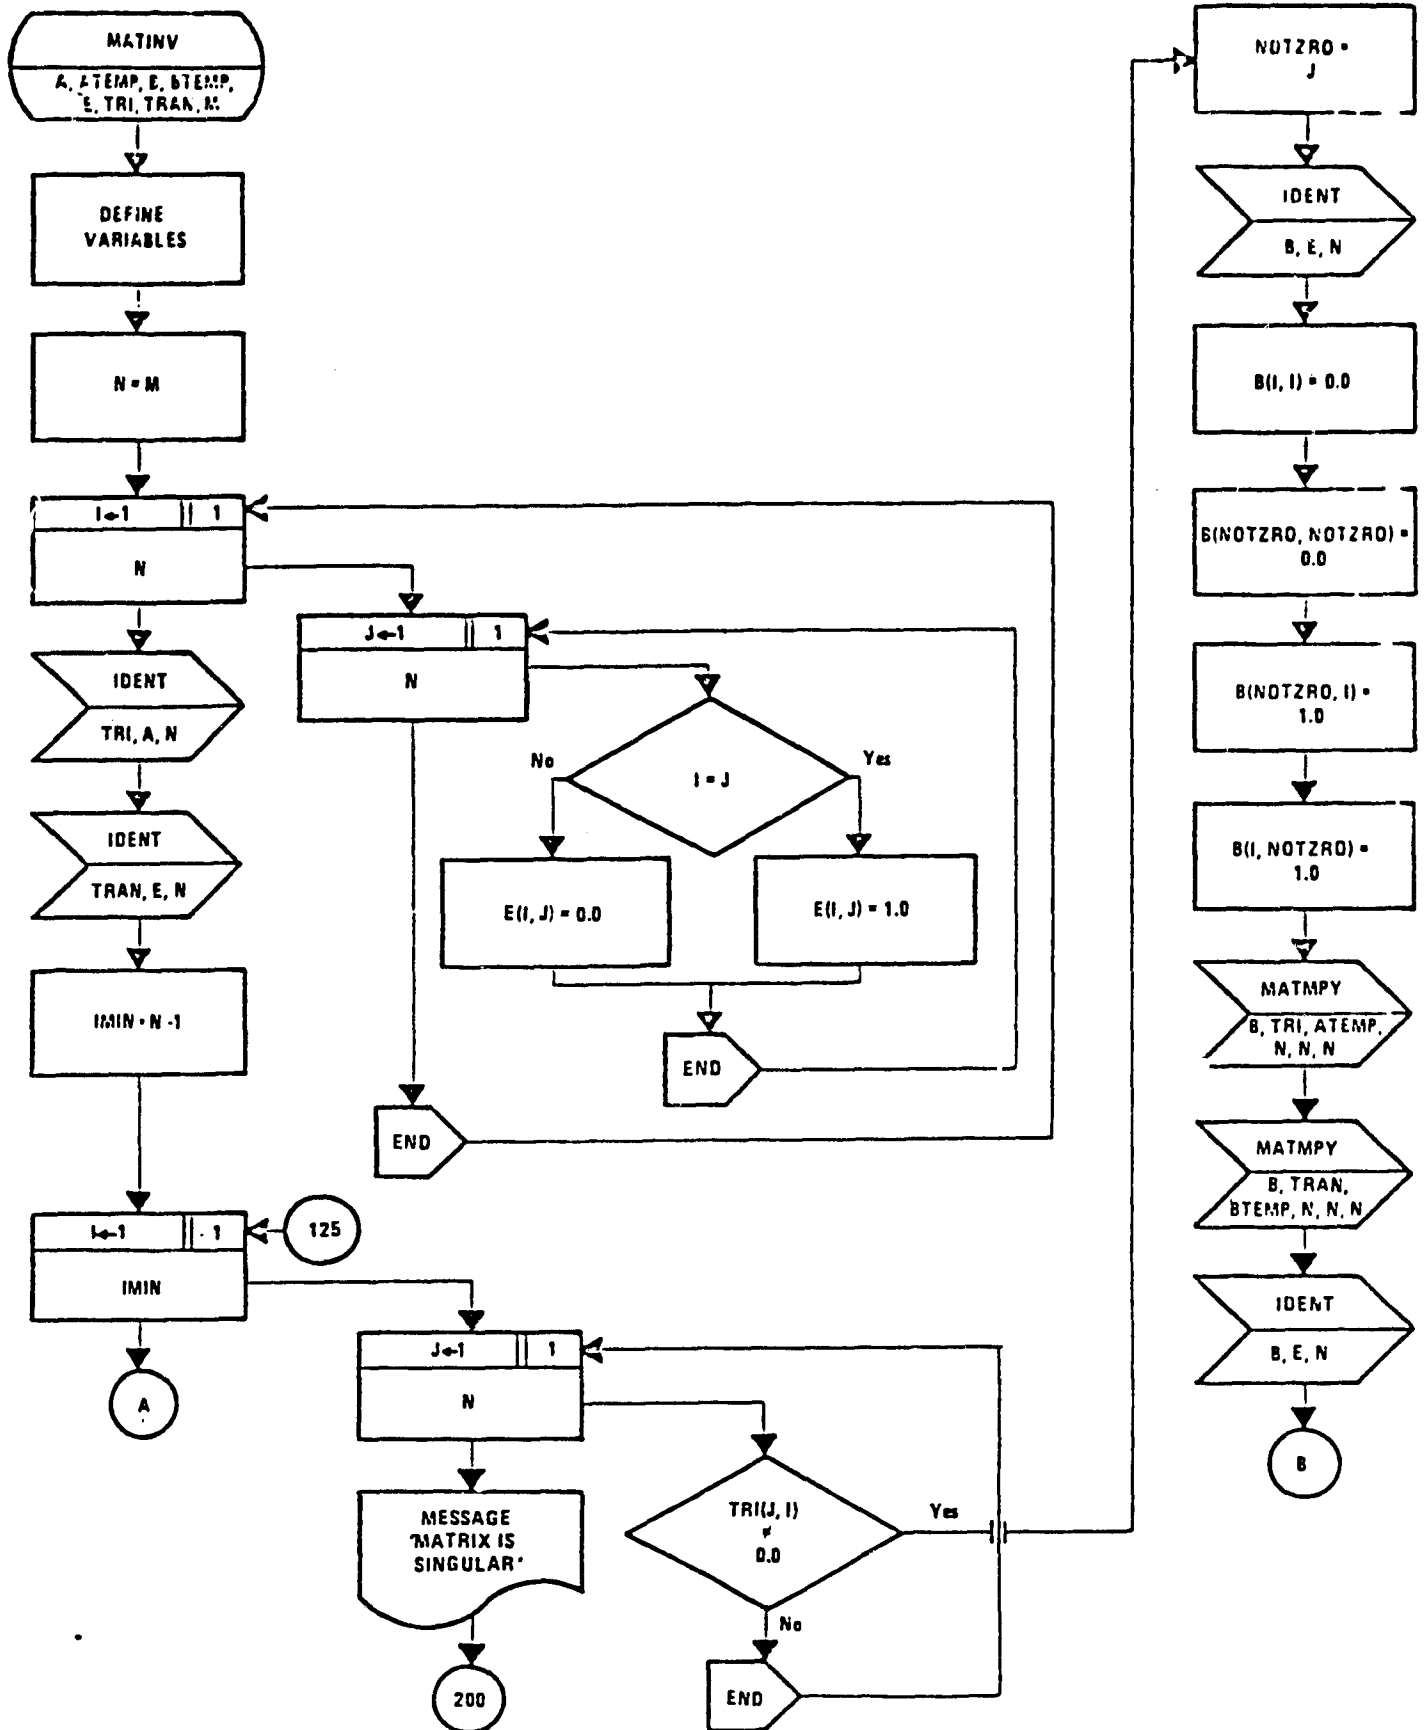 MATINV
A, ATEMP, B, BTEMP,
E, TRI, TRAN, M
DEFINE
VARIABLES
N = M
I←1 1
N
IDENT
TRI, A, N
IDENT
TRAN, E, N
IMIN = N -1
I←1 1
IMIN
125
A
J←1 1
N
I = J
No
Yes
E(I, J) = 0.0
E(I, J) = 1.0
END
END
J←1 1
N
MESSAGE
'MATRIX IS
SINGULAR'
200
TRI(J, I)
≠
0.0
Yes
No
END
NOTZRO =
J
IDENT
B, E, N
B(I, I) = 0.0
B(NOTZRO, NOTZRO) =
0.0
B(NOTZRO, I) =
1.0
B(I, NOTZRO) =
1.0
MATMPY
B, TRI, ATEMP,
N, N, N
MATMPY
B, TRAN,
BTEMP, N, N, N
IDENT
B, E, N
B